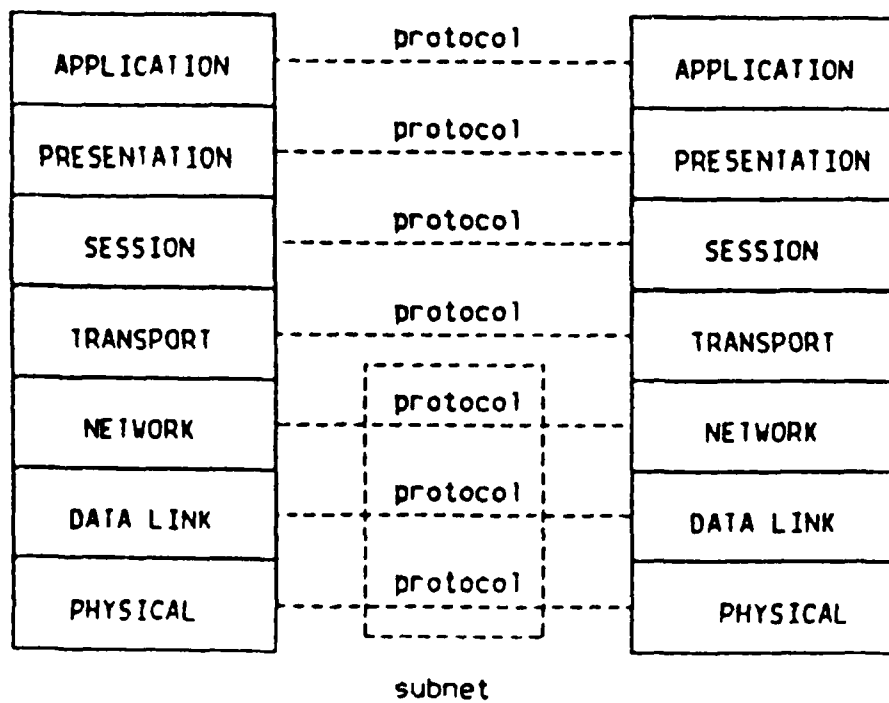 protocol
APPLICATION APPLICATION
protocol
PRESENTATION PRESENTATION
protocol
SESSION SESSION
protocol
TRANSPORT TRANSPORT
protocol
NETWORK NETWORK
protocol
DATA LINK DATA LINK
protocol
PHYSICAL PHYSICAL
subnet